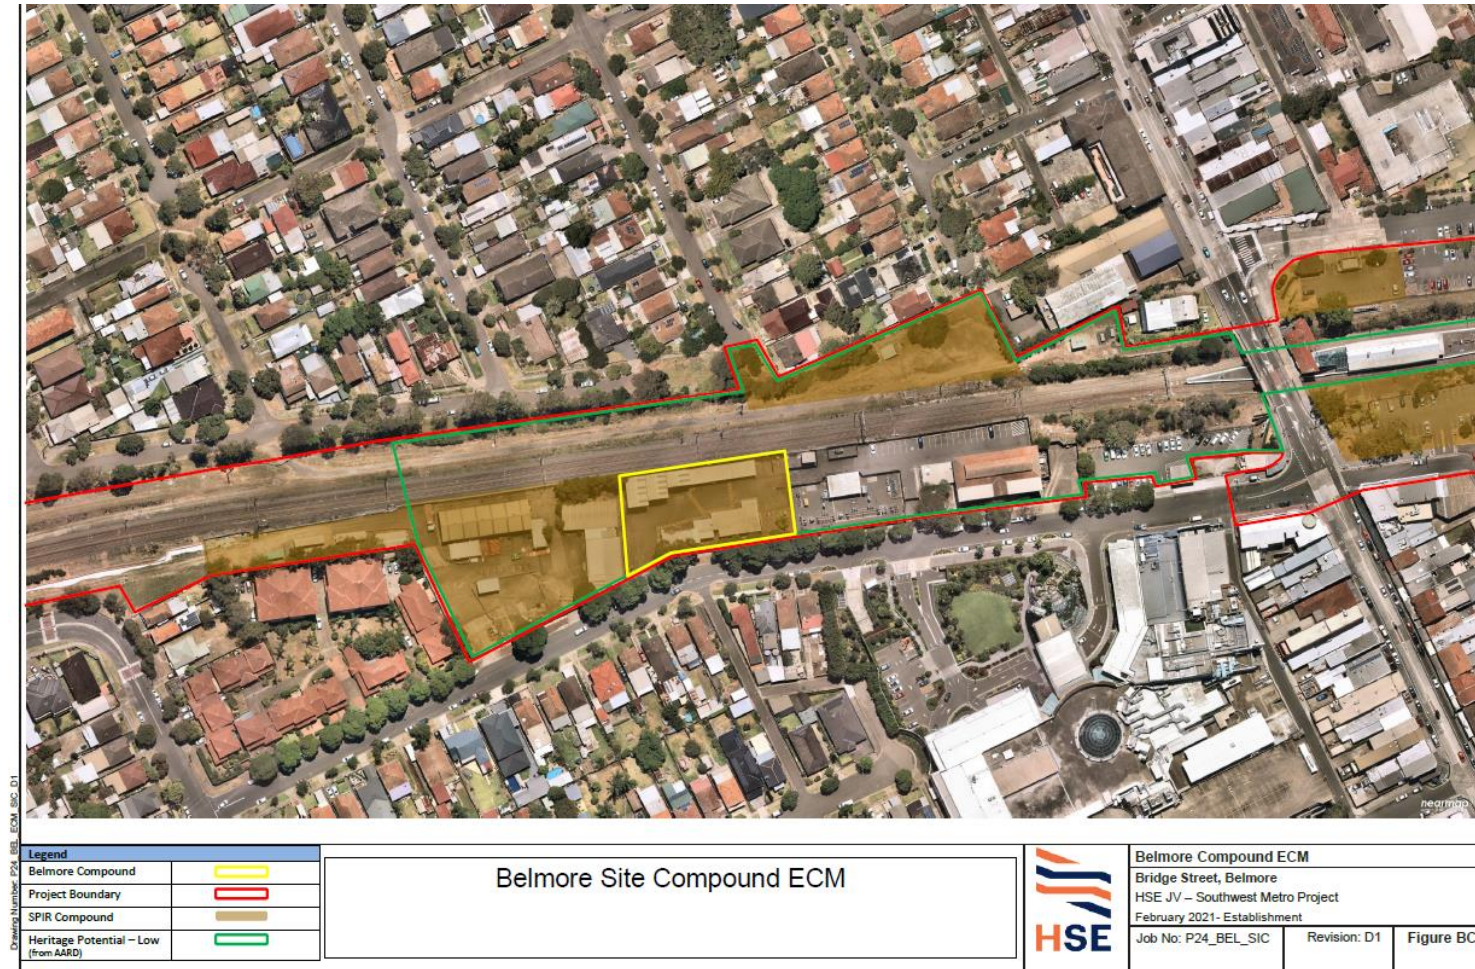 nearmap
Drawing Number: P24_BEL_ECM_SIC_D1
Legend
Belmore Compound
Project Boundary
SPIR Compound
Heritage Potential – Low
(from AARD)
Belmore Site Compound ECM
HSE
Belmore Compound ECM
Bridge Street, Belmore
HSE JV – Southwest Metro Project
February 2021- Establishment
Job No: P24_BEL_SIC
Revision: D1
Figure BC